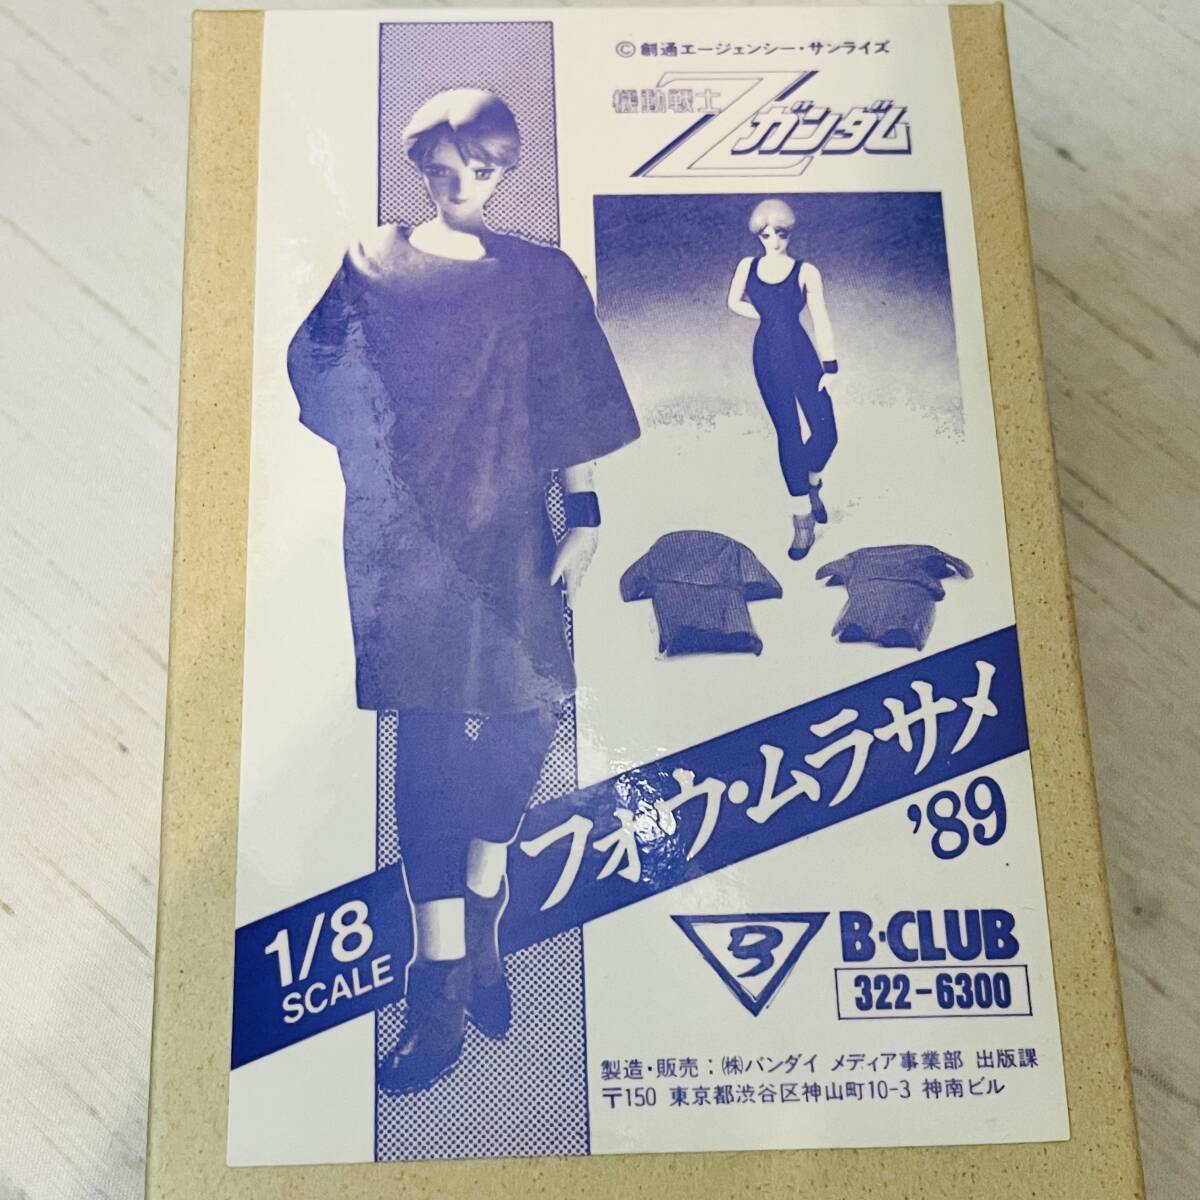 ©創通エージェンシー・サンライズ
機動戦士Ζガンダム
フォウ・ムラサメ
'89
1/8
SCALE
B
B・CLUB
322-6300
製造・販売:㈱バンダイ メディア事業部 出版課
〒150 東京都渋谷区神山町10-3 神南ビル